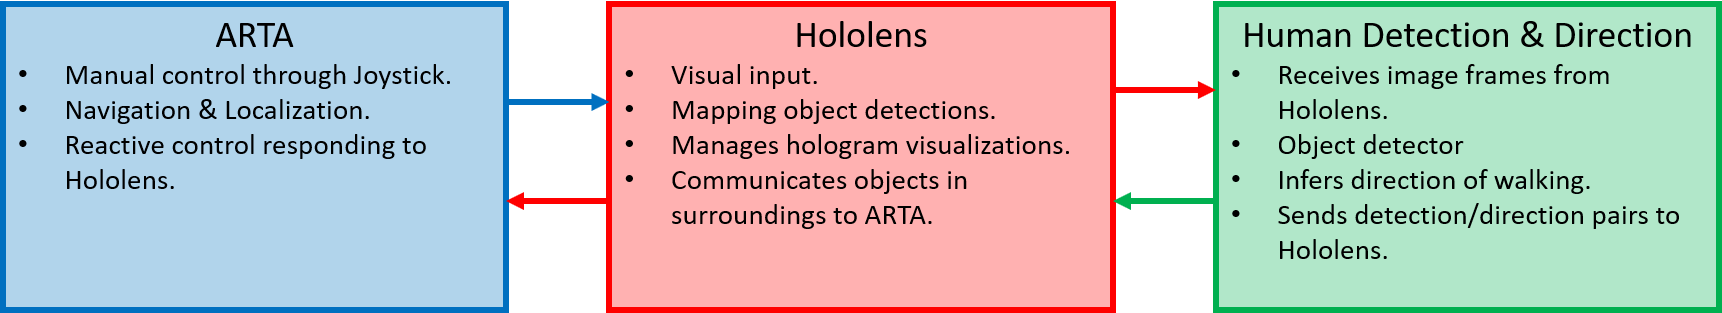 ARTA
• Manual control through Joystick.
• Navigation & Localization.
• Reactive control responding to
Hololens.
Hololens
• Visual input.
• Mapping object detections.
• Manages hologram visualizations.
• Communicates objects in
surroundings to ARTA.
Human Detection & Direction
• Receives image frames from
Hololens.
• Object detector
• Infers direction of walking.
• Sends detection/direction pairs to
Hololens.